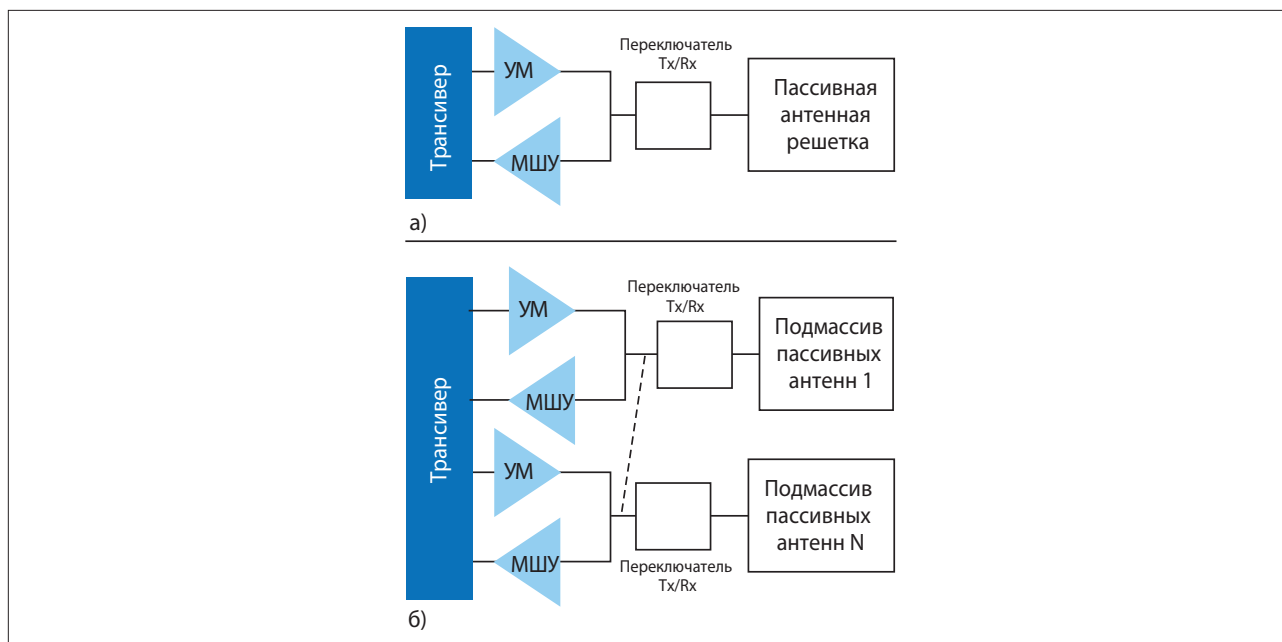 Трансивер
УМ
МШУ
Переключатель
Tx/Rx
Пассивная
антенная
решетка
а)
Трансивер
УМ
МШУ
Переключатель
Tx/Rx
Подмассив
пассивных
антенн 1
УМ
МШУ
Переключатель
Tx/Rx
Подмассив
пассивных
антенн N
б)